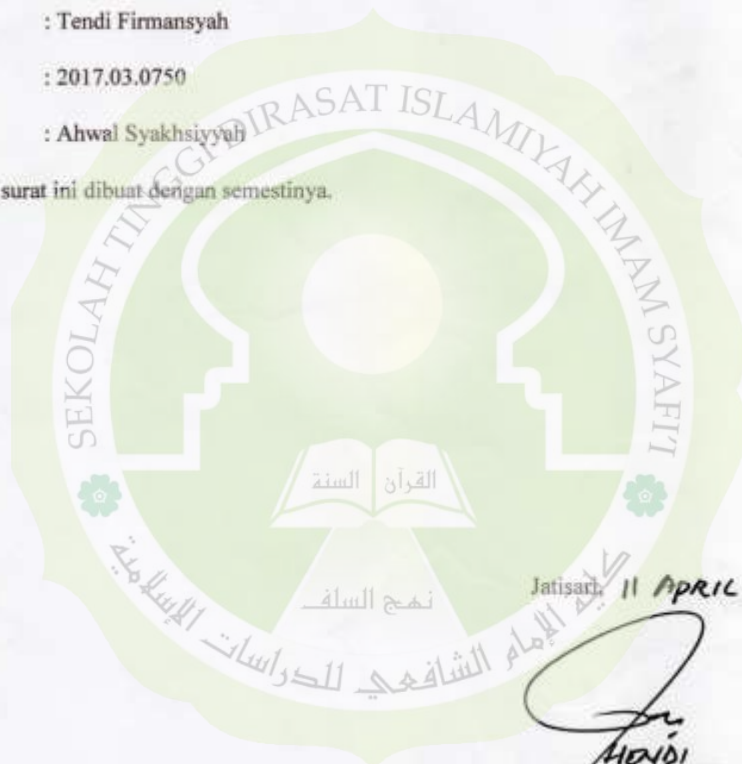 : Tendi Firmansyah
: 2017.03.0750
: Ahwal Syakhsiyyah
surat ini dibuat dengan semestinya.
SEKOLAH TINGGI DIRASAT ISLAMIYAH IMAM SYAFI'I
القرآن السنة
نهج السلف
كلية الإمام الشافعي للدراسات الإسلامية
Jatisari, 11 APRIL
HENDI